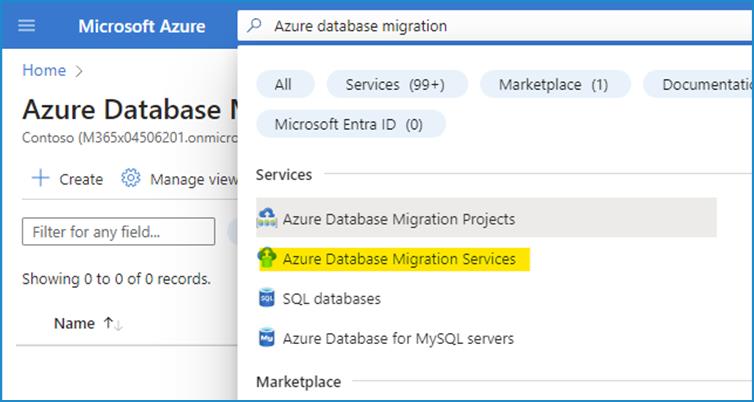 Microsoft Azure
Azure database migration
Home >
Azure Database M
Contoso (M365x04506201.onmicro
Create
Manage view
Filter for any field...
Showing 0 to 0 of 0 records.
Name ↑↓
All
Services (99+)
Marketplace (1)
Documentatio
Microsoft Entra ID (0)
Services
Azure Database Migration Projects
Azure Database Migration Services
SQL databases
Azure Database for MySQL servers
Marketplace